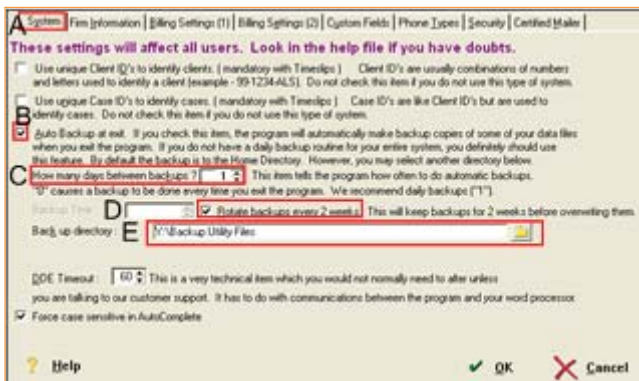 A System Firm Information Billing Settings (1) Billing Settings (2) Custom Fields Phone Types Security Certified Mailer
These settings will affect all users. Look in the help file if you have doubts.
Use unique Client ID's to identify clients. ( mandatory with Timeslips ) Client ID's are usually combinations of numbers
and letters used to identify a client (example - 99-1234-ALS). Do not check this item if you do not use this type of system.
Use unique Case ID's to identify cases. ( mandatory with Timeslips ) Case ID's are like Client ID's but are used to
identify cases. Do not check this item if you do not use this type of system.
B
Auto Backup at exit. If you check this item, the program will automatically make backup copies of some of your data files
when you exit the program. If you do not have a daily backup routine for your entire system, you definitely should use
this feature. By default the backup is to the Home Directory. However, you may select another directory below.
C How many days between backups ? 1 This item tells the program how often to do automatic backups.
"0" causes a backup to be done every time you exit the program. We recommend daily backups ("1").
Backup Time D Rotate backups every 2 weeks. This will keep backups for 2 weeks before overwriting them.
Back up directory : E Y:\Backup Utility Files
DDE Timeout : 60 This is a very technical item which you would not normally need to alter unless
you are talking to our customer support. It has to do with communications between the program and your word processor
Force case sensitive in AutoComplete
? Help OK Cancel